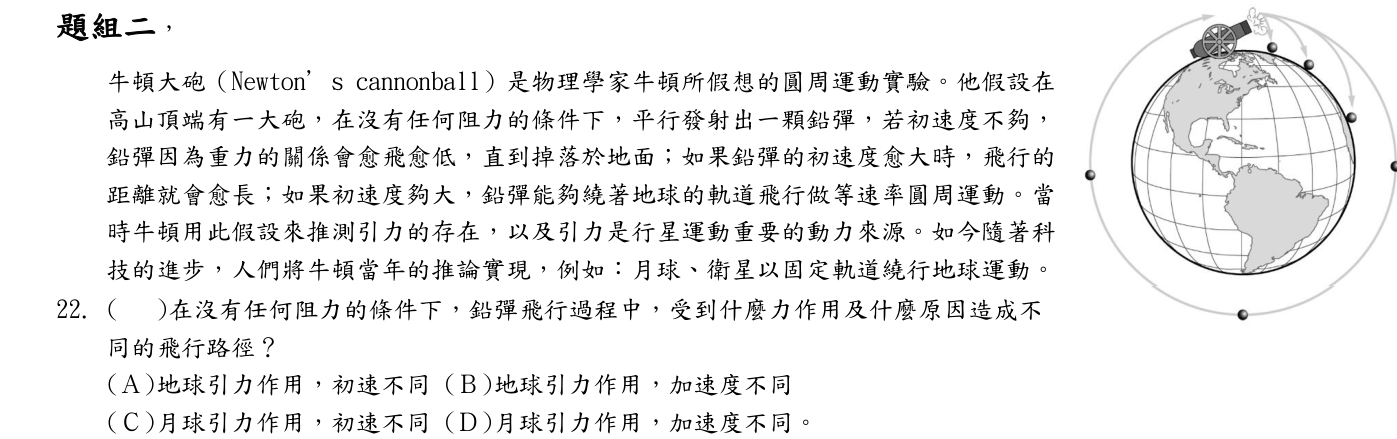 題組二，
牛頓大砲（Newton’s cannonball）是物理學家牛頓所假想的圓周運動實驗。他假設在
高山頂端有一大砲，在沒有任何阻力的條件下，平行發射出一顆鉛彈，若初速度不夠，
鉛彈因為重力的關係會愈飛愈低，直到掉落於地面；如果鉛彈的初速度愈大時，飛行的
距離就會愈長；如果初速度夠大，鉛彈能夠繞著地球的軌道飛行做等速率圓周運動。當
時牛頓用此假設來推測引力的存在，以及引力是行星運動重要的動力來源。如今隨著科
技的進步，人們將牛頓當年的推論實現，例如：月球、衛星以固定軌道繞行地球運動。
22. (　)在沒有任何阻力的條件下，鉛彈飛行過程中，受到什麼力作用及什麼原因造成不
同的飛行路徑？
(A)地球引力作用，初速不同 (B)地球引力作用，加速度不同
(C)月球引力作用，初速不同 (D)月球引力作用，加速度不同。